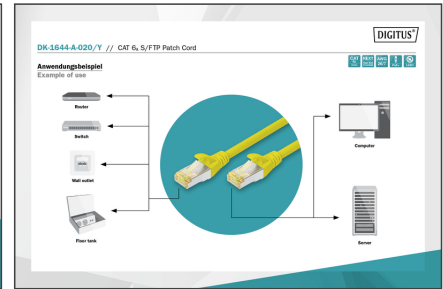 DIGITUS®
DK-1644-A-020/Y // CAT 6A S/FTP Patch Cord
Anwendungsbeispiel
Example of use
Router
Switch
Wall outlet
Floor tank
Computer
Server